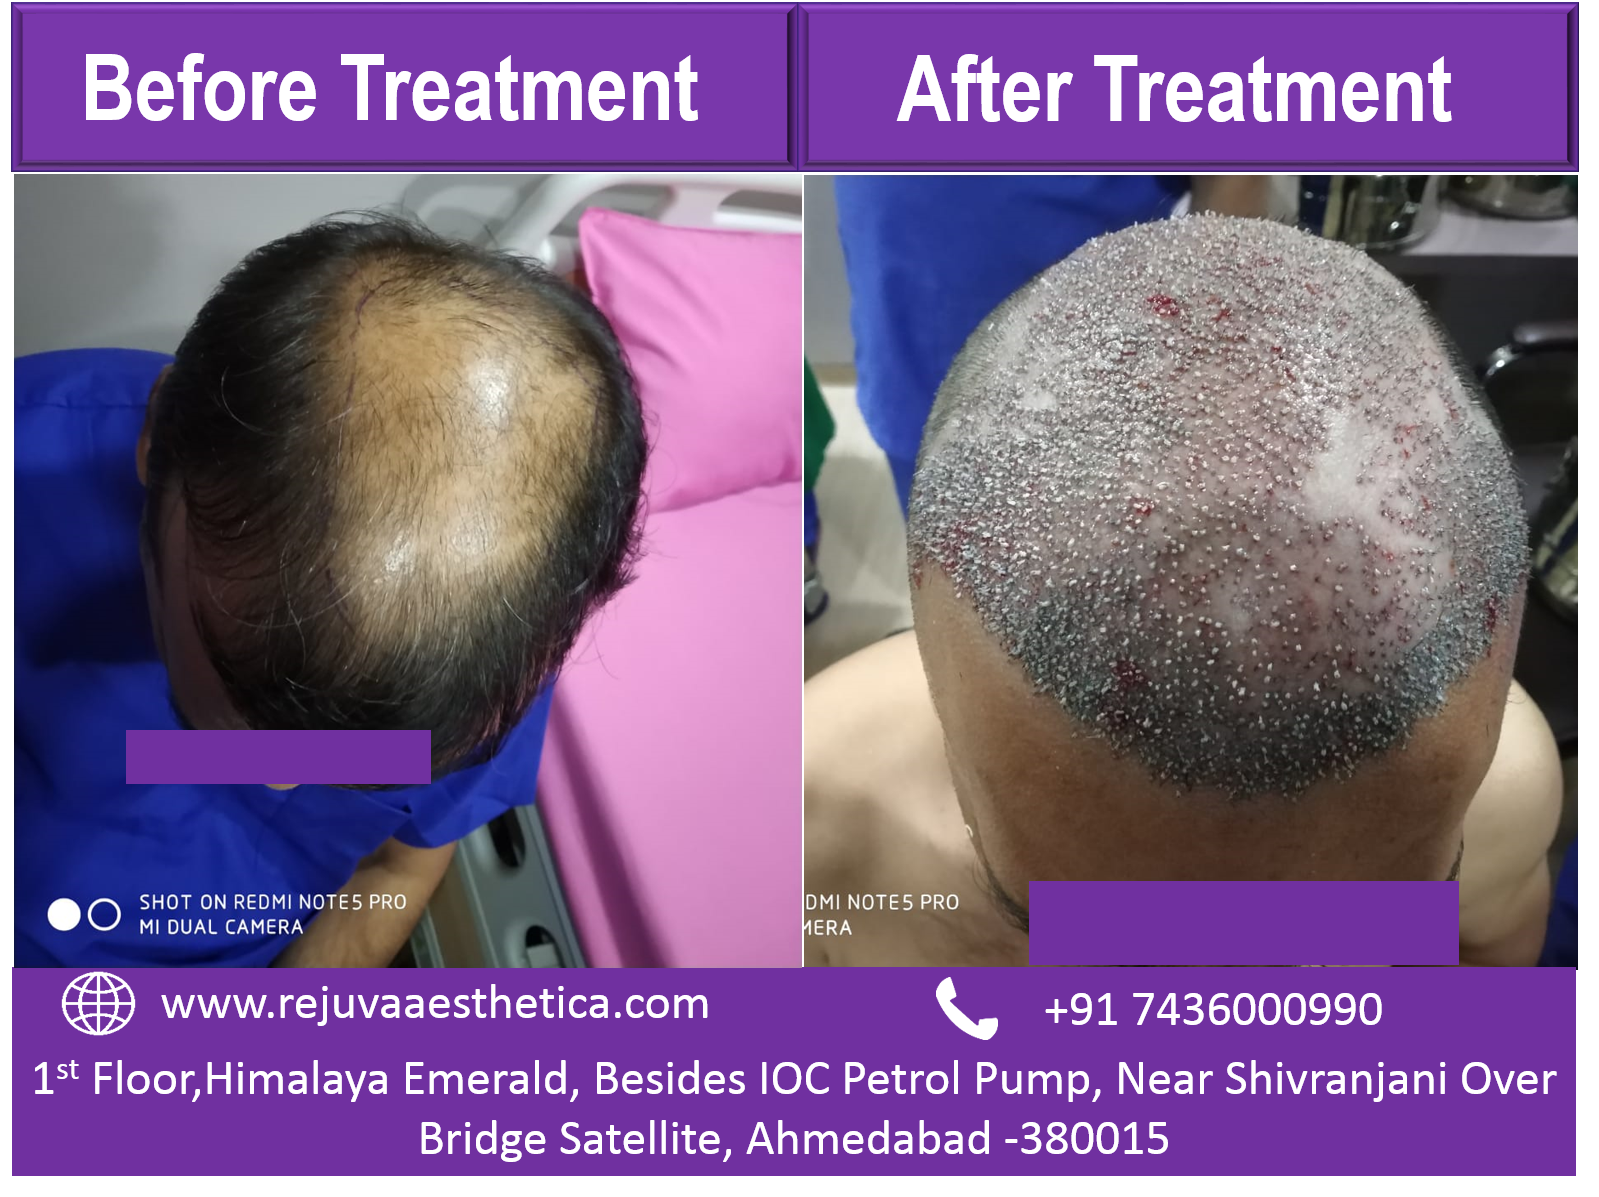 Before Treatment
After Treatment
SHOT ON REDMI NOTE5 PRO
MI DUAL CAMERA
DMI NOTE5 PRO
MERA
www.rejuvaaesthetica.com
+91 7436000990
1st Floor,Himalaya Emerald, Besides IOC Petrol Pump, Near Shivranjani Over
Bridge Satellite, Ahmedabad -380015